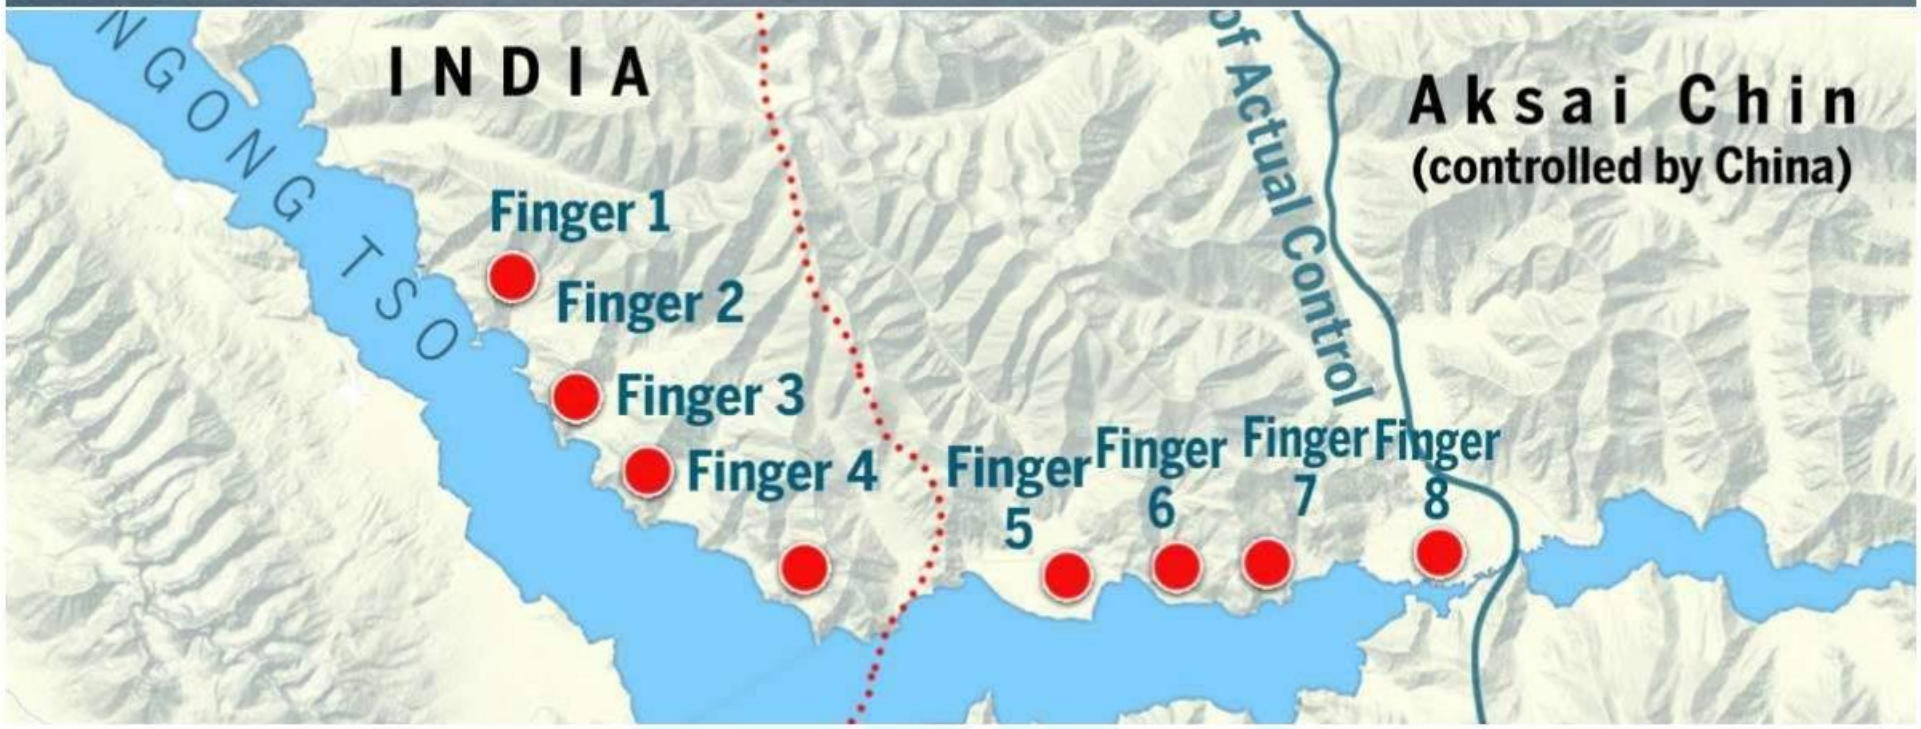 NGONG TSO
INDIA
of Actual Control
Aksai Chin
(controlled by China)
Finger 1
Finger 2
Finger 3
Finger 4
Finger
5
Finger
6
Finger
7
Finger
8